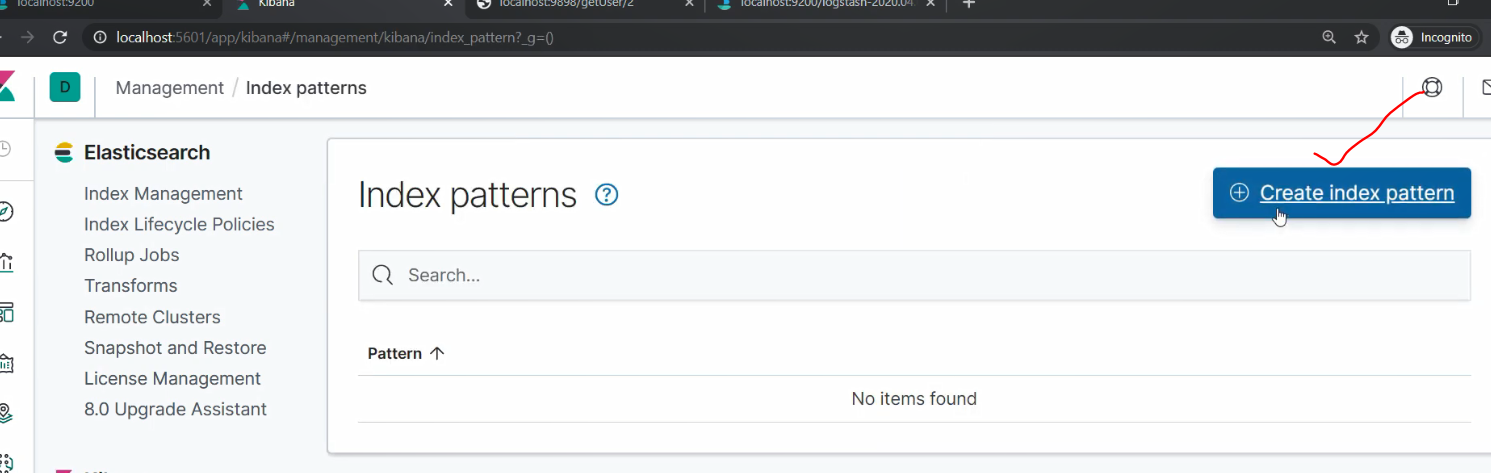 localhost:9200
Kibana
localhost:9898/getUser/2
localhost:9200/logstash-2020.04.
localhost:5601/app/kibana#/management/kibana/index_pattern?_g=()
Incognito
D
Management / Index patterns
Elasticsearch
Index Management
Index Lifecycle Policies
Rollup Jobs
Transforms
Remote Clusters
Snapshot and Restore
License Management
8.0 Upgrade Assistant
Index patterns
Create index pattern
Search...
Pattern
No items found